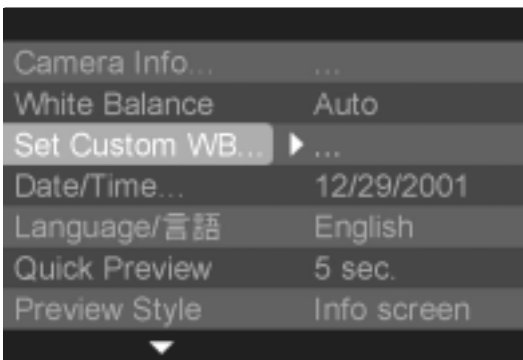 Camera Info... ...
White Balance Auto
Set Custom WB... ...
Date/Time... 12/29/2001
Language/言語 English
Quick Preview 5 sec.
Preview Style Info screen